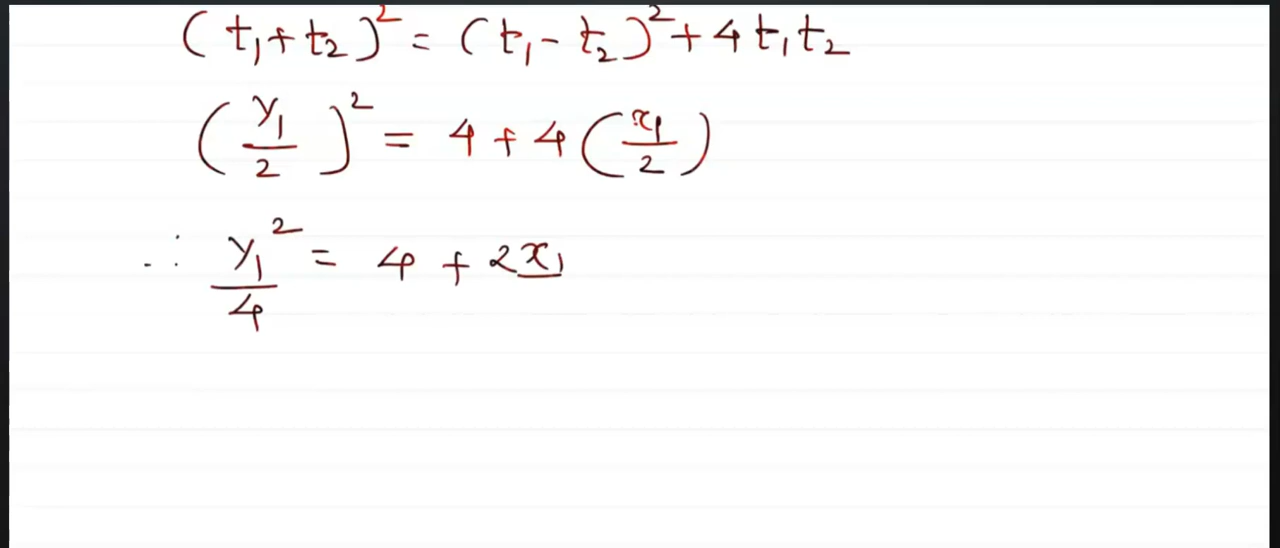 (t₁+t₂)² = (t₁-t₂)²+4t₁t₂
(y₁/2)² = 4+4(x₁/2)
∴ y₁²/4 = 4+2x₁